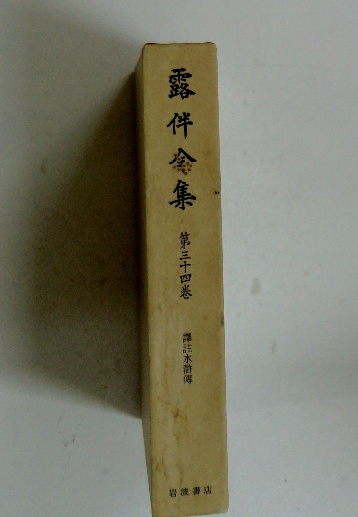 露伴全集
第三十四巻
譯註水滸傳
岩波書店